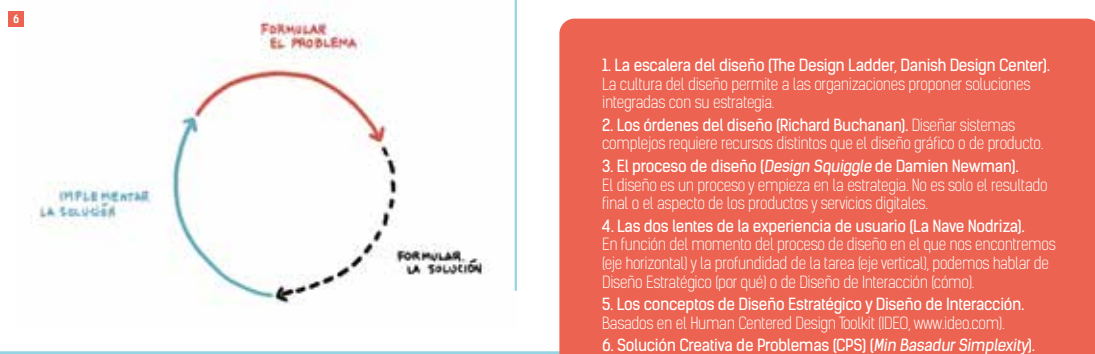 6
FORMULAR
EL PROBLEMA
IMPLEMENTAR
LA SOLUCIÓN
FORMULAR
LA SOLUCIÓN
1. La escalera del diseño (The Design Ladder, Danish Design Center).
La cultura del diseño permite a las organizaciones proponer soluciones
integradas con su estrategia.
2. Los órdenes del diseño (Richard Buchanan). Diseñar sistemas
complejos requiere recursos distintos que el diseño gráfico o de producto.
3. El proceso de diseño (Design Squiggle de Damien Newman).
El diseño es un proceso y empieza en la estrategia. No es solo el resultado
final o el aspecto de los productos y servicios digitales.
4. Las dos lentes de la experiencia de usuario (La Nave Nodriza).
En función del momento del proceso de diseño en el que nos encontremos
(eje horizontal) y la profundidad de la tarea (eje vertical), podemos hablar de
Diseño Estratégico (por qué) o de Diseño de Interacción (cómo).
5. Los conceptos de Diseño Estratégico y Diseño de Interacción.
Basados en el Human Centered Design Toolkit (IDEO, www.ideo.com).
6. Solución Creativa de Problemas (CPS) (Min Basadur Simplexity).